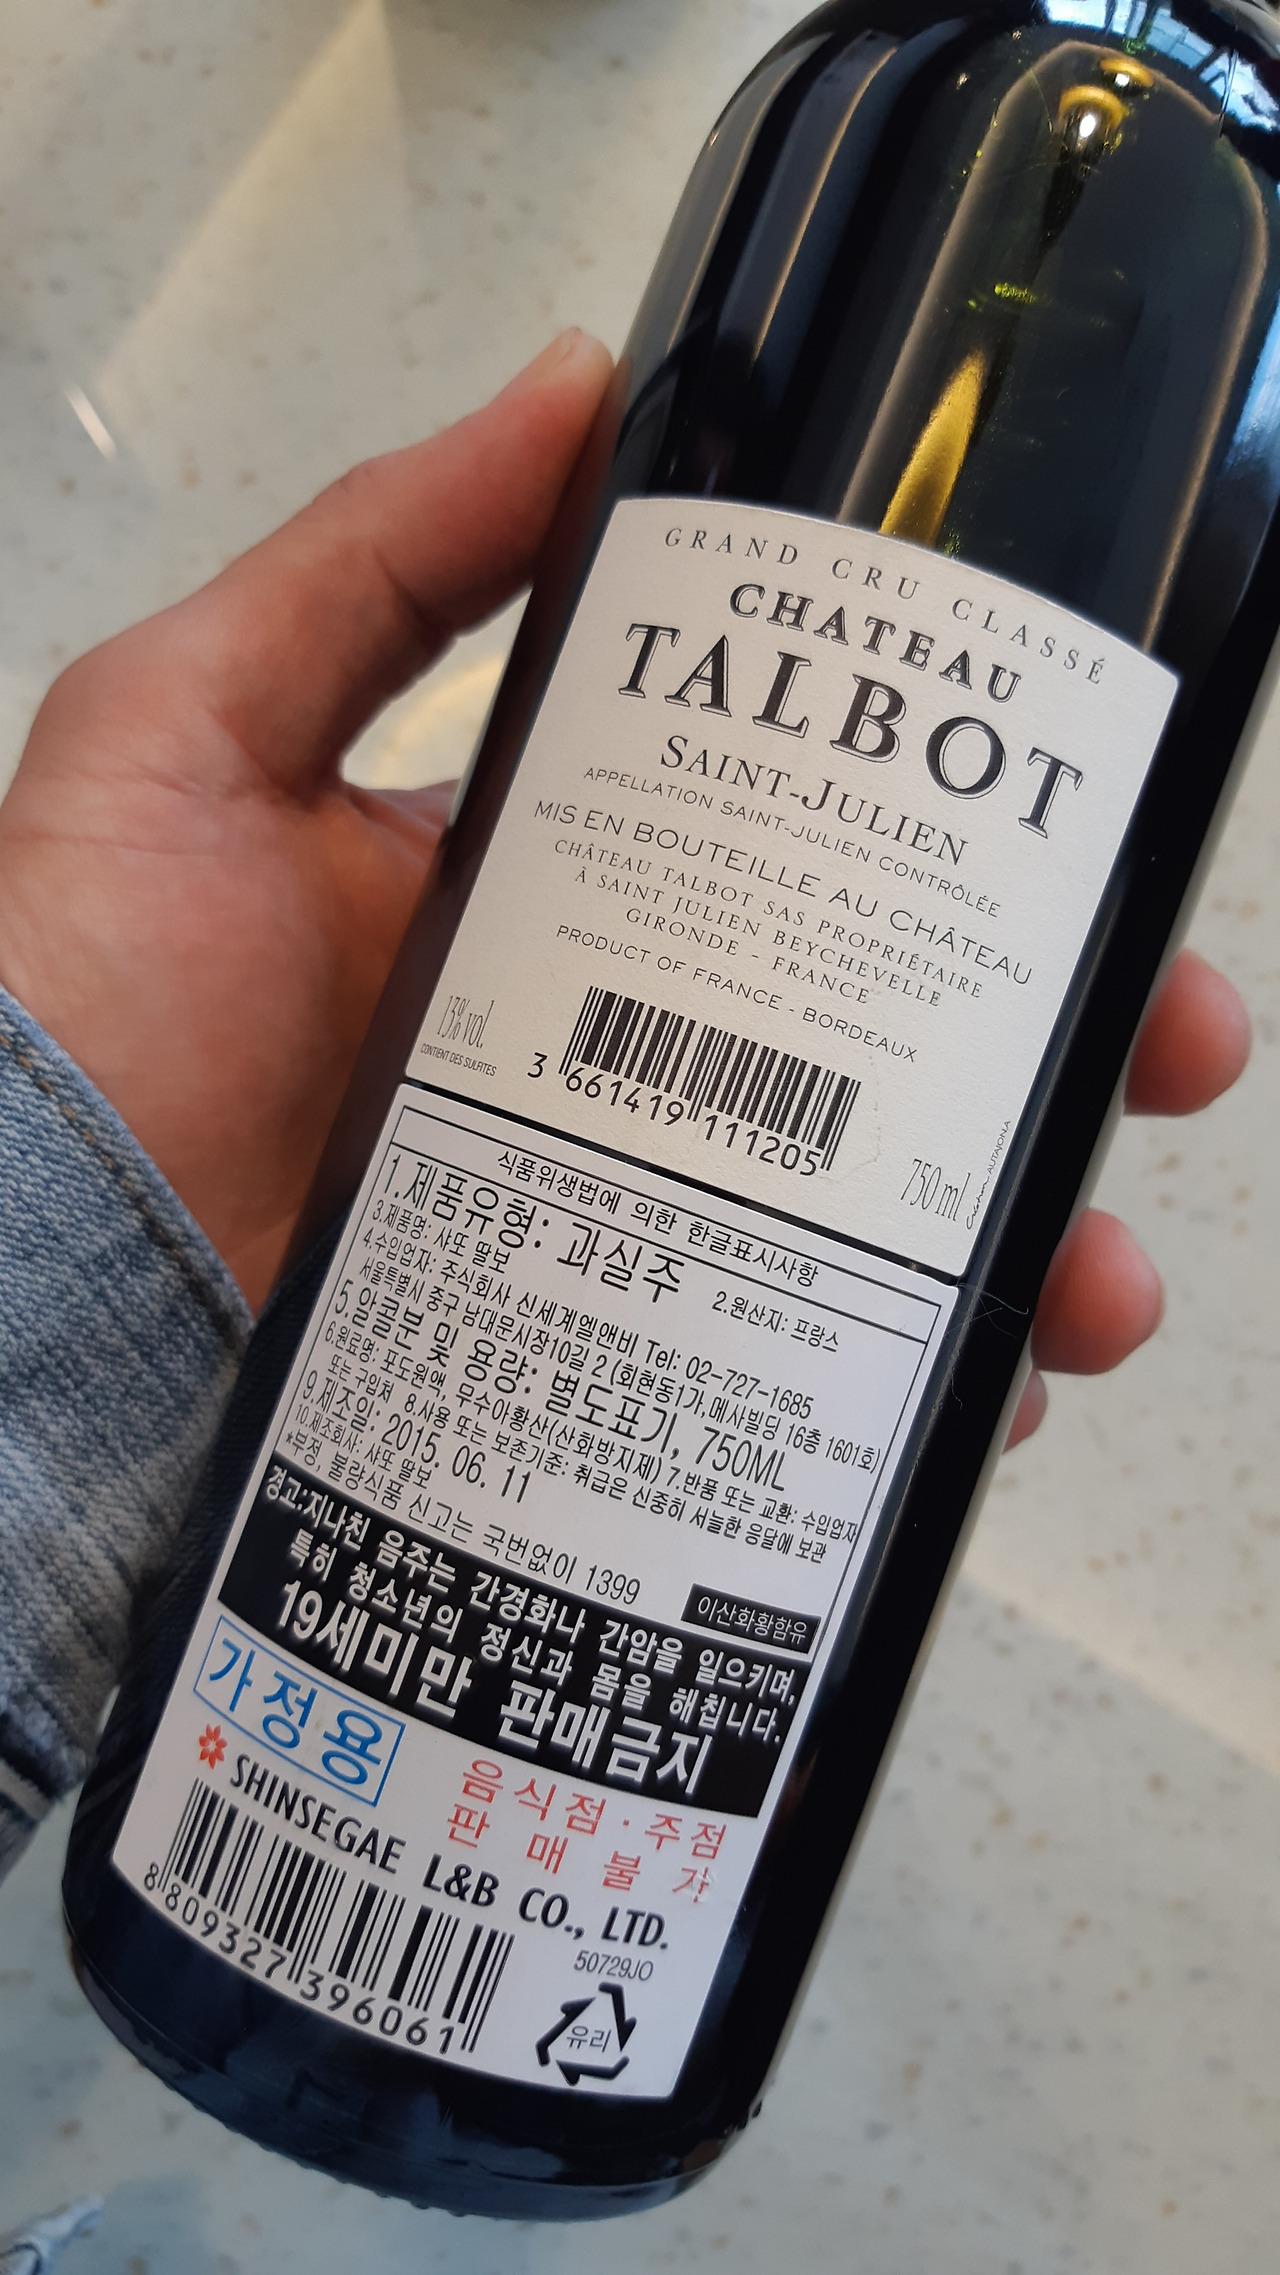 GRAND CRU CLASSÉ
CHATEAU
TALBOT
SAINT-JULIEN
APPELLATION SAINT-JULIEN CONTRÔLÉE
MIS EN BOUTEILLE AU CHÂTEAU
CHÂTEAU TALBOT SAS PROPRIÉTAIRE
À SAINT JULIEN BEYCHEVELLE
GIRONDE - FRANCE
PRODUCT OF FRANCE - BORDEAUX
13% vol.
CONTIENT DES SULFITES
3 661419 111205
750 ml
AUTAJONA
식품위생법에 의한 한글표시사항
1.제품유형: 과실주 2.원산지: 프랑스
3.제품명: 샤또 딸보
4.수입업자: 주식회사 신세계엘앤비 Tel: 02-727-1685
서울특별시 중구 남대문시장10길 2 (회현동1가,메사빌딩 16층 1601호)
5.알콜분 및 용량: 별도표기, 750ML
6.원료명: 포도원액, 무수아황산(산화방지제) 7.반품 또는 교환: 수입업자
또는 구입처 8.사용 또는 보존기준: 취급은 신중히 서늘한 응달에 보관
9.제조일: 2015. 06. 11
10.제조회사: 샤또 딸보
*부정, 불량식품 신고는 국번없이 1399
이산화황함유
경고:지나친 음주는 간경화나 간암을 일으키며,
특히 청소년의 정신과 몸을 해칩니다.
19세미만 판매금지
가정용
음식점·주점
판매불가
SHINSEGAE L&B CO., LTD.
8 809327 396061
50729JO
유리